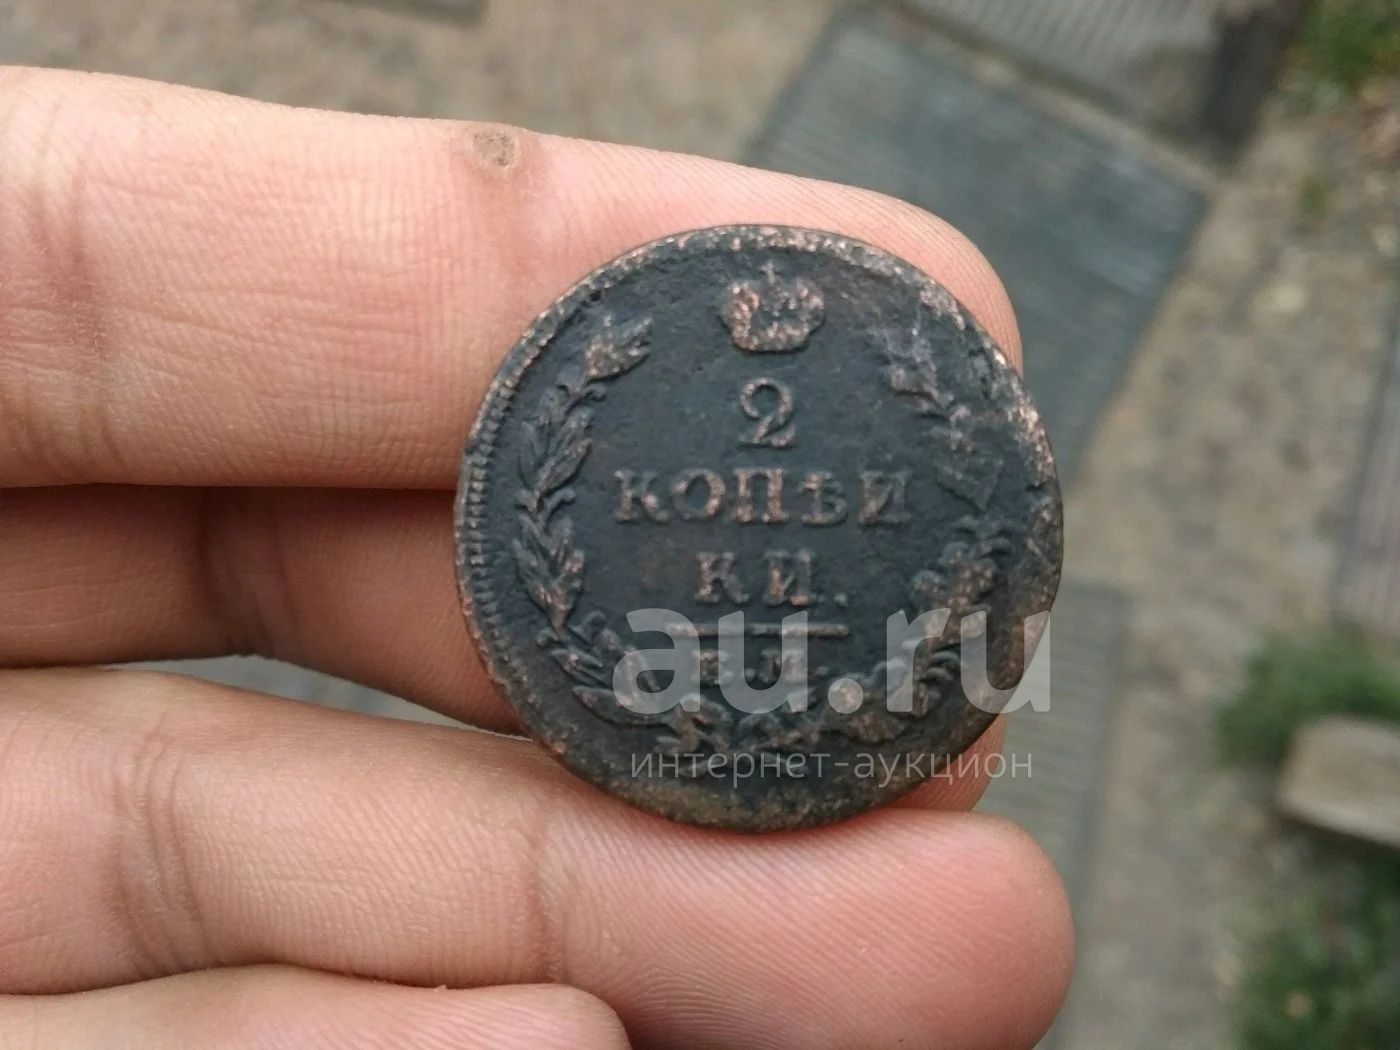 2
КОПѢИ
КИ.
Е.М.
au.ru
интернет-аукцион